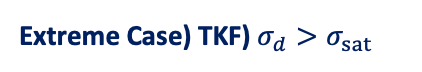 Extreme Case) TKF) σ_d > σ_sat